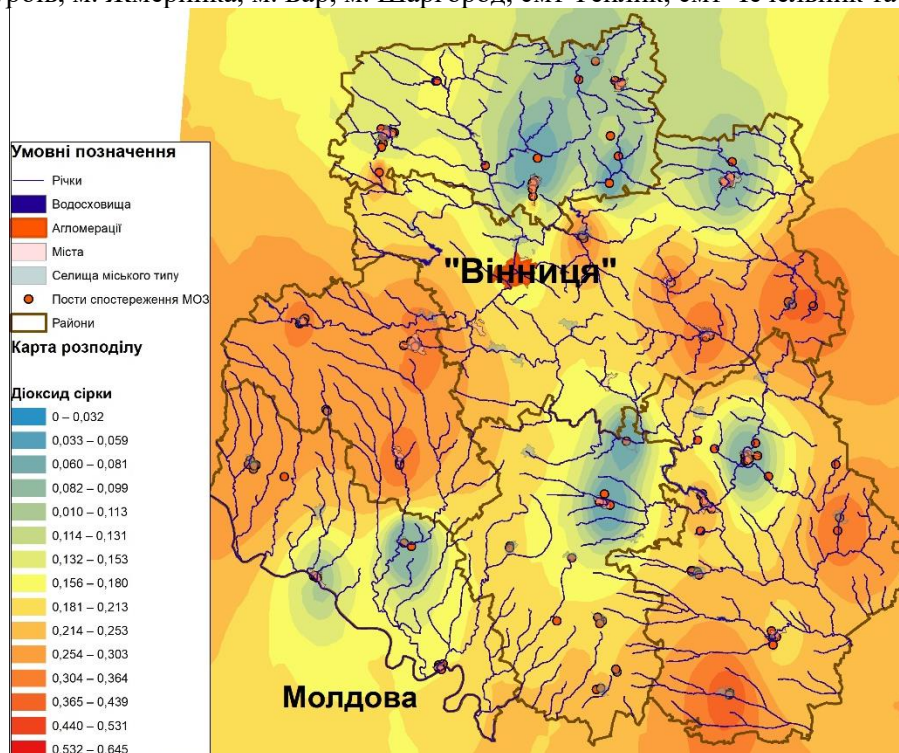 м. Жмеринка, м. Бар, м. Шаргород, смт Теплик, смт Чечельник та
Умовні позначення
Річки
Водосховища
Агломерації
Міста
Селища міського типу
Пости спостереження МОЗ
Райони
Карта розподілу
Діоксид сірки
0 – 0,032
0,033 – 0,059
0,060 – 0,081
0,082 – 0,099
0,010 – 0,113
0,114 – 0,131
0,132 – 0,153
0,156 – 0,180
0,181 – 0,213
0,214 – 0,253
0,254 – 0,303
0,304 – 0,364
0,365 – 0,439
0,440 – 0,531
0,532 – 0,645
"Вінниця"
Молдова